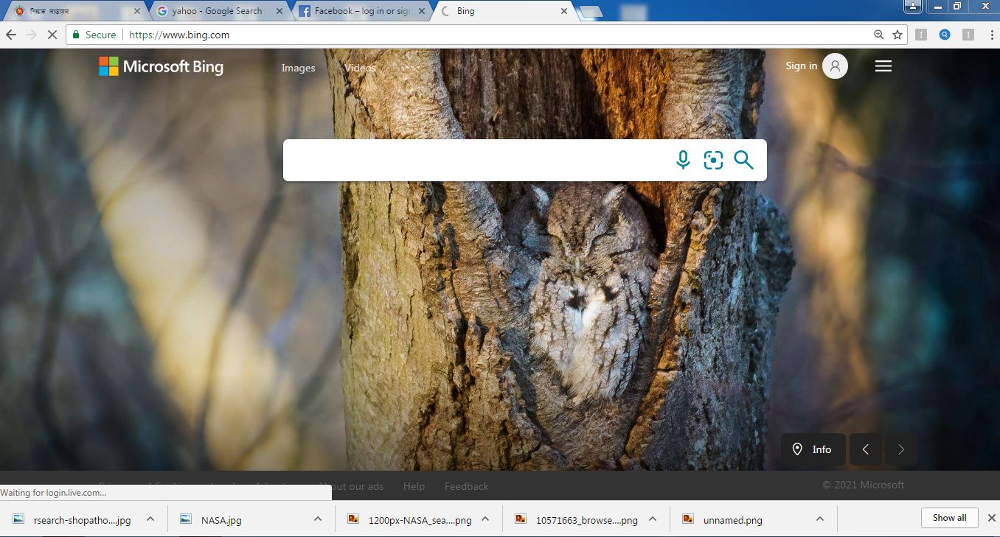 শিক্ষক বাতায়ন
yahoo - Google Search
Facebook – log in or sign
Bing
Secure
https://www.bing.com
Microsoft Bing
Images
Videos
Sign in
Info
About our ads
Help
Feedback
© 2021 Microsoft
Waiting for login.live.com...
rsearch-shopatho....jpg
NASA.jpg
1200px-NASA_sea....png
10571663_browse....png
unnamed.png
Show all